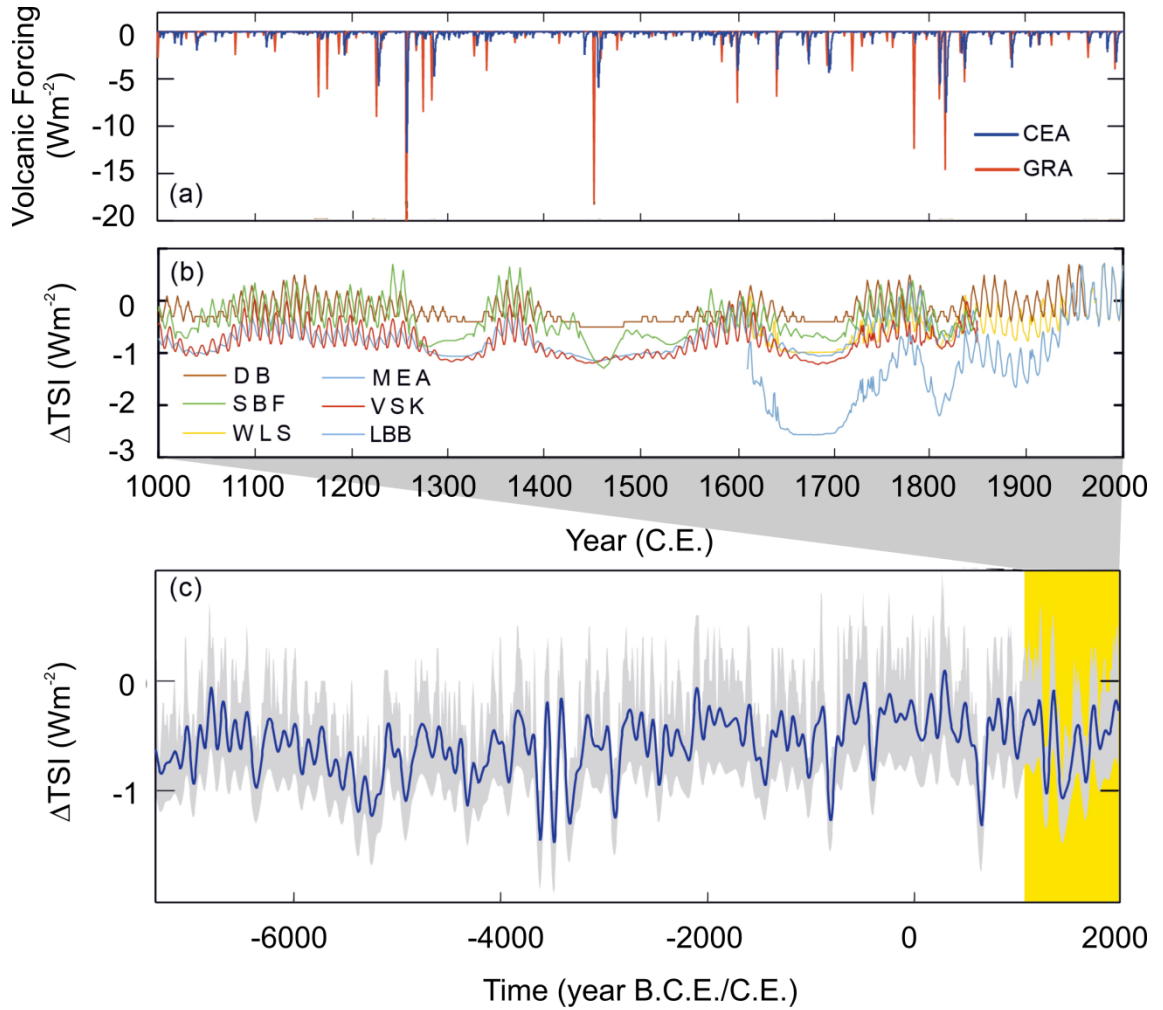 Volcanic Forcing
(Wm-2)
0
-5
-10
-15
-20
(a)
CEA
GRA
ΔTSI (Wm-2)
0
-1
-2
-3
(b)
DB
SBF
WLS
MEA
VSK
LBB
1000 1100 1200 1300 1400 1500 1600 1700 1800 1900 2000
Year (C.E.)
ΔTSI (Wm-2)
0
-1
(c)
-6000 -4000 -2000 0 2000
Time (year B.C.E./C.E.)